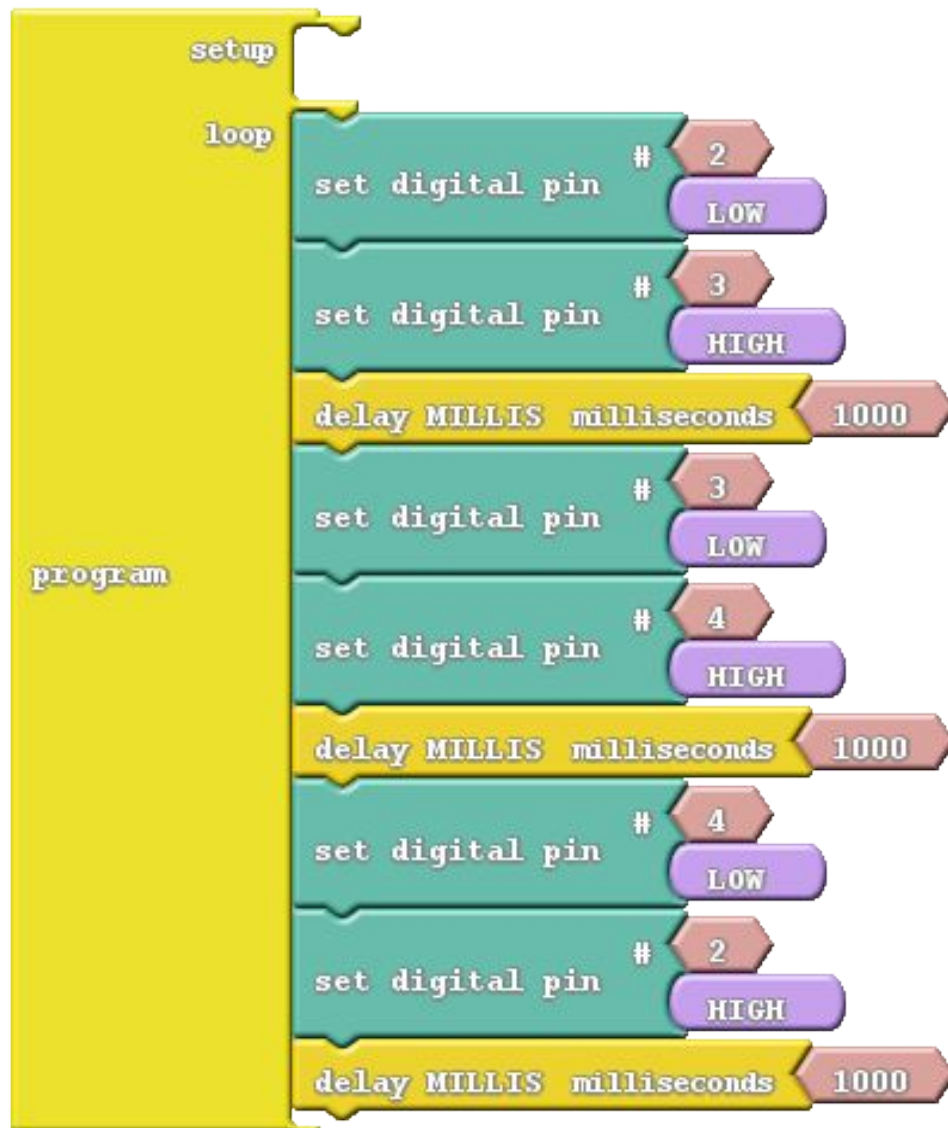 setup
loop
set digital pin # 2
LOW
set digital pin # 3
HIGH
delay MILLIS milliseconds 1000
set digital pin # 3
LOW
program
set digital pin # 4
HIGH
delay MILLIS milliseconds 1000
set digital pin # 4
LOW
set digital pin # 2
HIGH
delay MILLIS milliseconds 1000